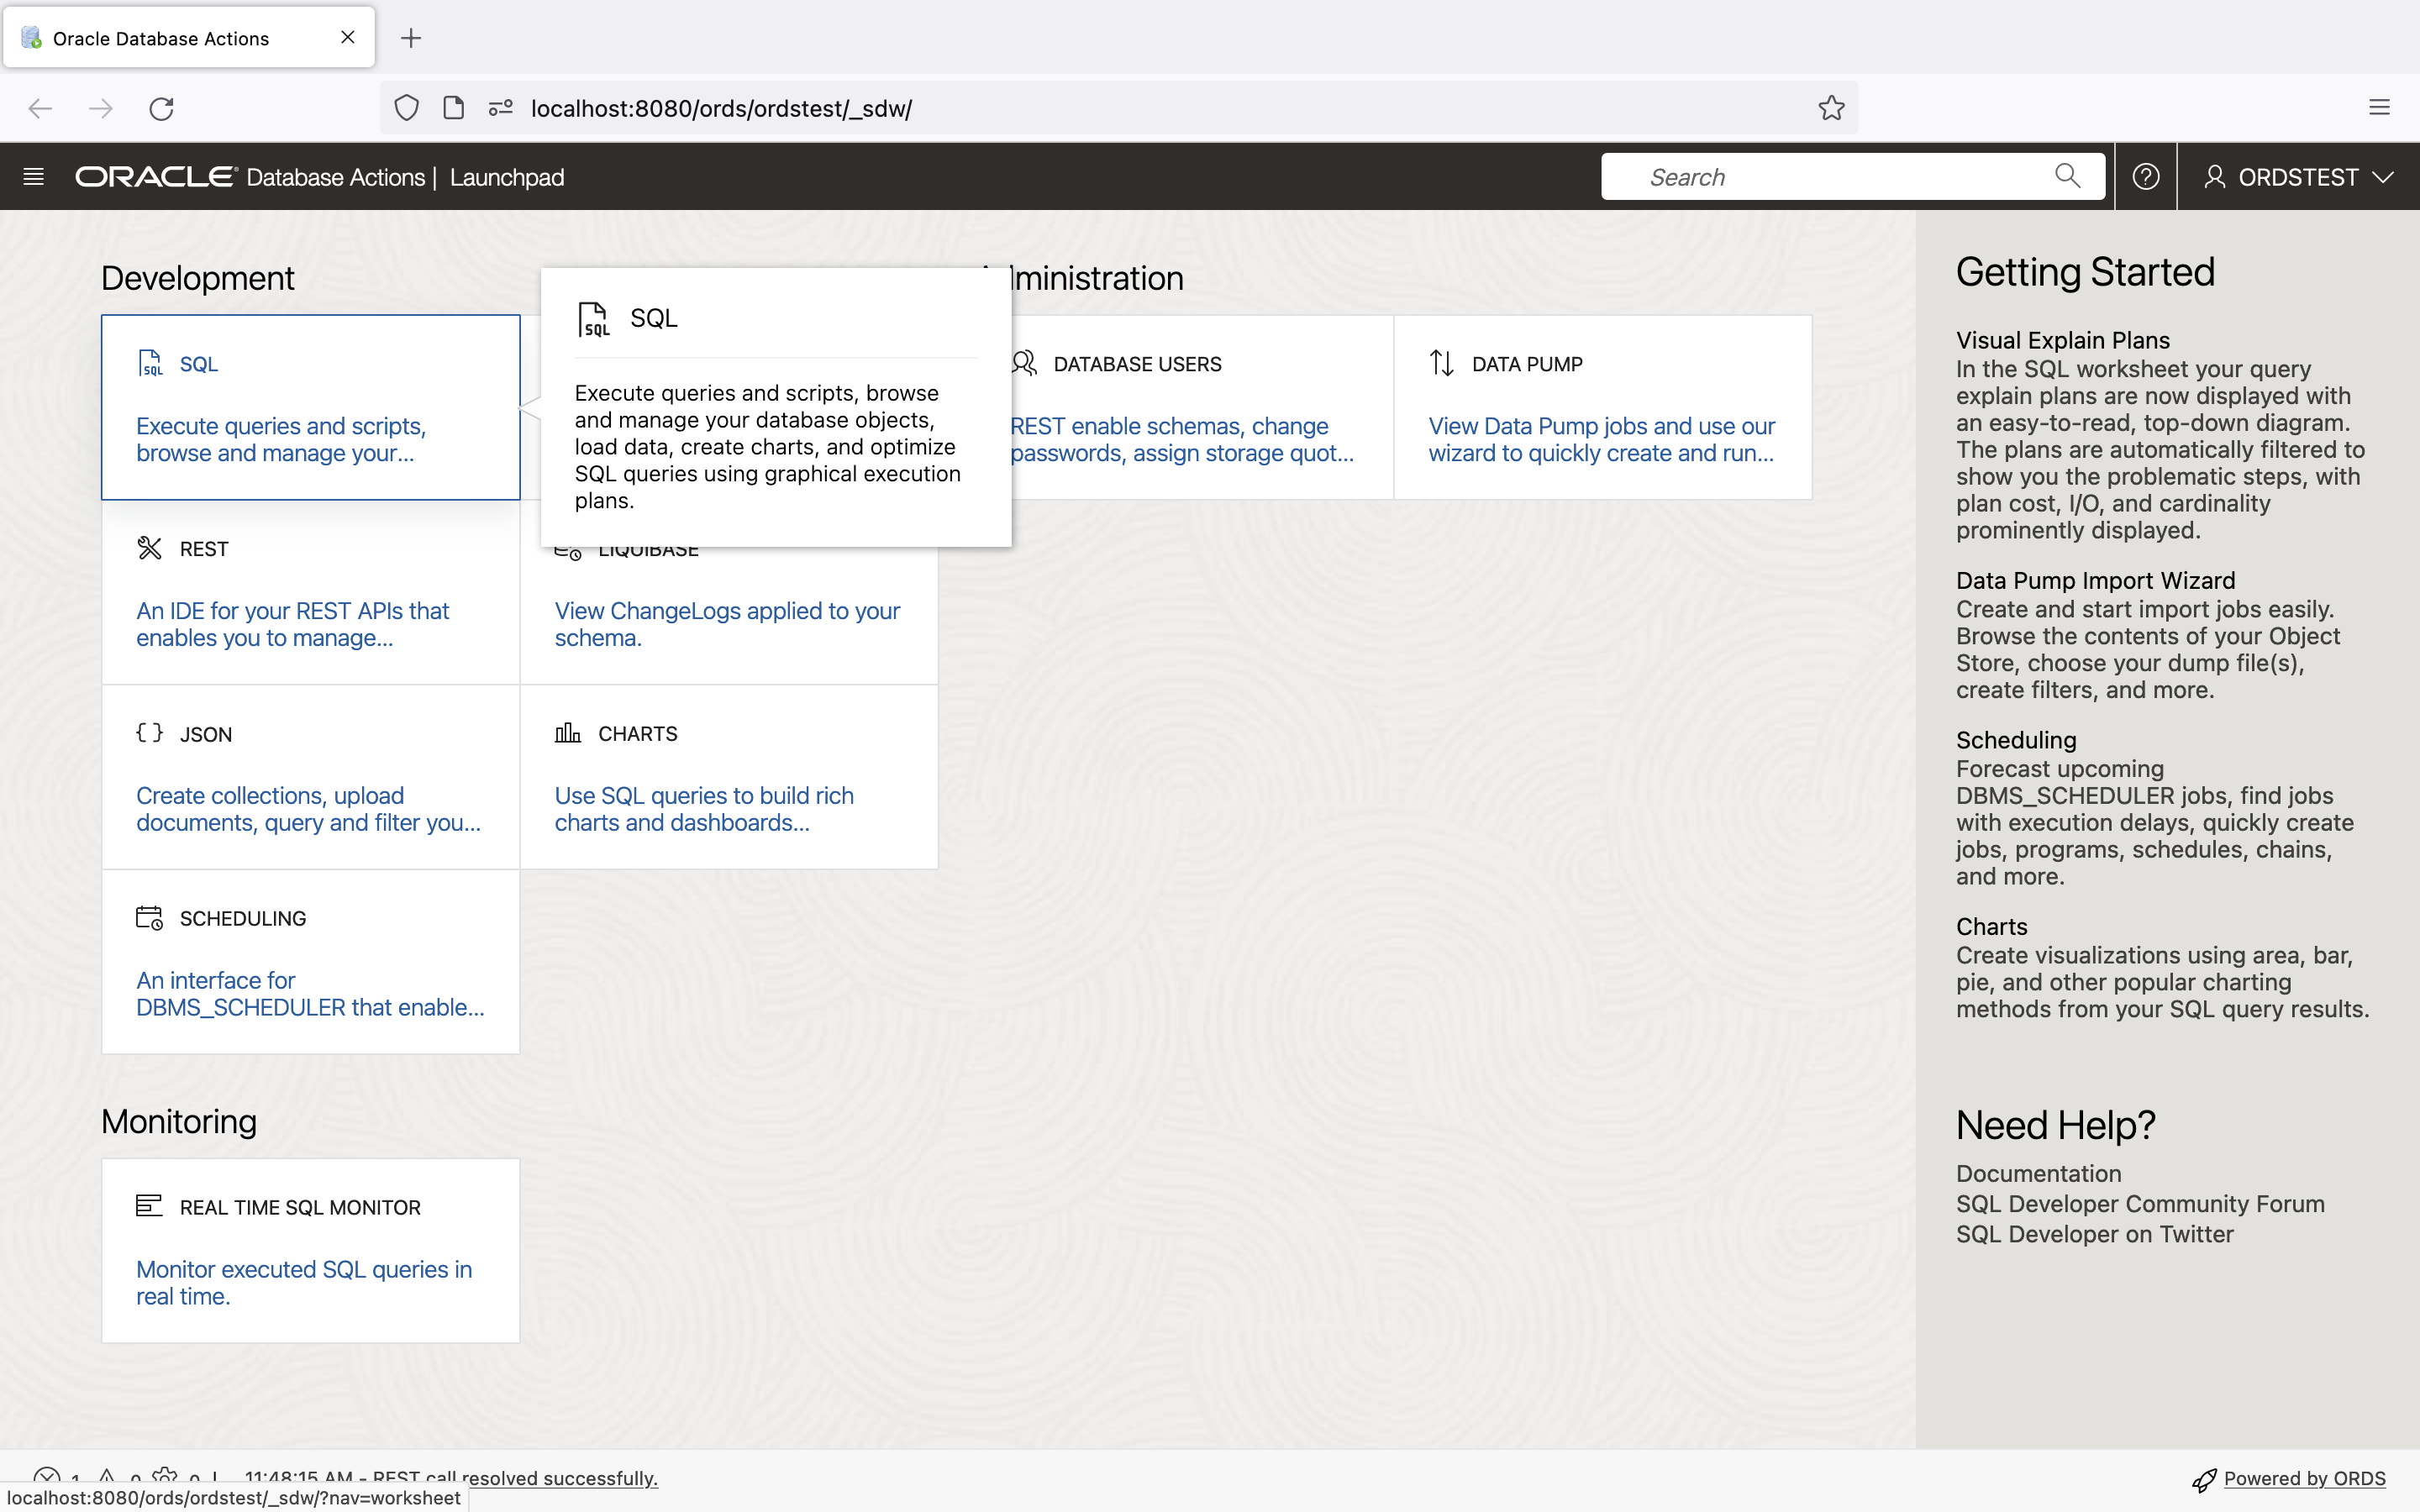 Oracle Database Actions
localhost:8080/ords/ordstest/_sdw/
ORACLE Database Actions | Launchpad
Search
ORDSTEST
Development
SQL
Execute queries and scripts,
browse and manage your...
SQL
SQL
SQL
Execute queries and scripts, browse
and manage your database objects,
load data, create charts, and optimize
SQL queries using graphical execution
plans.
REST
An IDE for your REST APIs that
enables you to manage...
LIQUIBASE
View ChangeLogs applied to your
schema.
JSON
Create collections, upload
documents, query and filter you...
CHARTS
Use SQL queries to build rich
charts and dashboards...
SCHEDULING
An interface for
DBMS_SCHEDULER that enable...
Monitoring
REAL TIME SQL MONITOR
Monitor executed SQL queries in
real time.
ministration
DATABASE USERS
REST enable schemas, change
passwords, assign storage quot...
DATA PUMP
View Data Pump jobs and use our
wizard to quickly create and run...
Getting Started
Visual Explain Plans
In the SQL worksheet your query
explain plans are now displayed with
an easy-to-read, top-down diagram.
The plans are automatically filtered to
show you the problematic steps, with
plan cost, I/O, and cardinality
prominently displayed.
Data Pump Import Wizard
Create and start import jobs easily.
Browse the contents of your Object
Store, choose your dump file(s),
create filters, and more.
Scheduling
Forecast upcoming
DBMS_SCHEDULER jobs, find jobs
with execution delays, quickly create
jobs, programs, schedules, chains,
and more.
Charts
Create visualizations using area, bar,
pie, and other popular charting
methods from your SQL query results.
Need Help?
Documentation
SQL Developer Community Forum
SQL Developer on Twitter
1 0 0 | 11:48:15 AM - REST call resolved successfully.
localhost:8080/ords/ordstest/_sdw/?nav=worksheet
Powered by ORDS